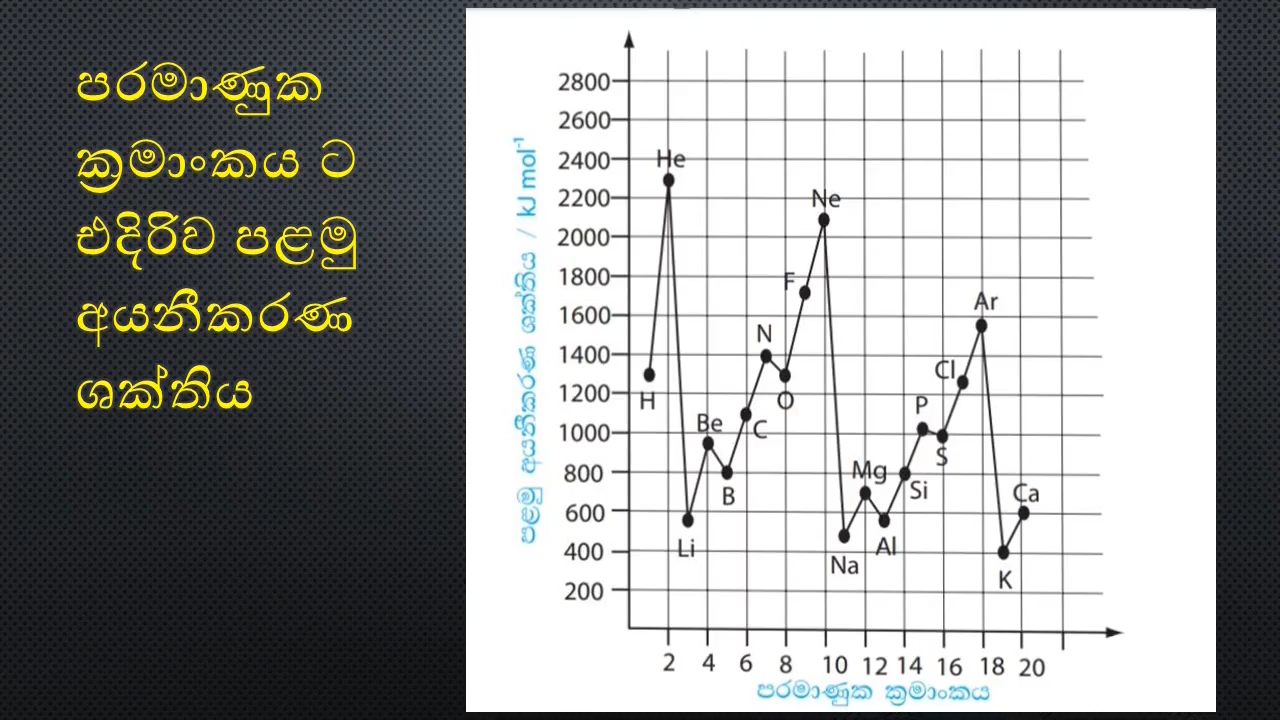 පරමාණුක
ක්‍රමාංකය ට
එදිරිව පළමු
අයනීකරණ
ශක්තිය
පළමු අයනීකරණ ශක්තිය / kJ mol⁻¹
2800
2600
2400
2200
2000
1800
1600
1400
1200
1000
800
600
400
200
He
Ne
F
Ar
N
Cl
H
O
P
Be
C
S
Mg
Si
B
Ca
Li
Al
Na
K
2 4 6 8 10 12 14 16 18 20
පරමාණුක ක්‍රමාංකය